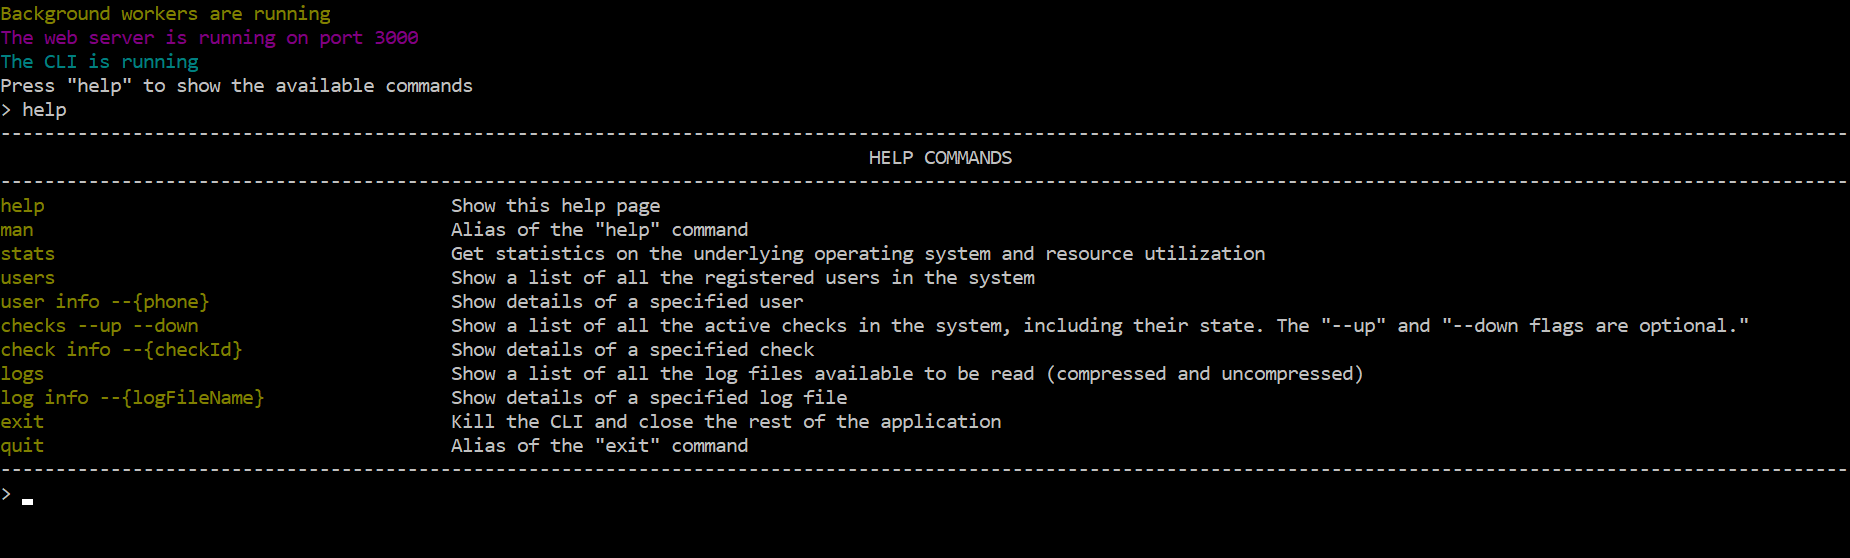 Background workers are running
The web server is running on port 3000
The CLI is running
Press "help" to show the available commands
> help
------------------------------------------------------------------------------------------------------------------------------------------------------------------------
HELP COMMANDS
------------------------------------------------------------------------------------------------------------------------------------------------------------------------
help Show this help page
man Alias of the "help" command
stats Get statistics on the underlying operating system and resource utilization
users Show a list of all the registered users in the system
user info --{phone} Show details of a specified user
checks --up --down Show a list of all the active checks in the system, including their state. The "--up" and "--down flags are optional."
check info --{checkId} Show details of a specified check
logs Show a list of all the log files available to be read (compressed and uncompressed)
log info --{logFileName} Show details of a specified log file
exit Kill the CLI and close the rest of the application
quit Alias of the "exit" command
------------------------------------------------------------------------------------------------------------------------------------------------------------------------
>